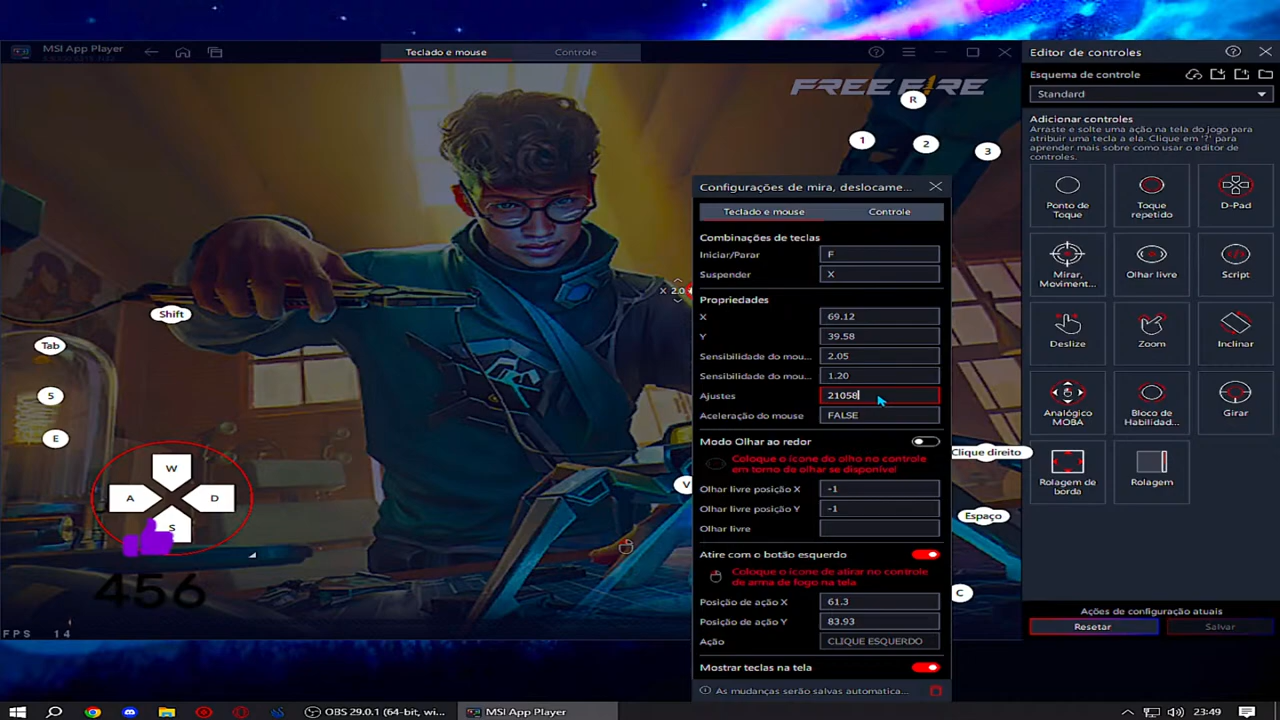 MSI App Player
Teclado e mouse
Controle
FREE FIRE
R
1
2
3
Shift
Tab
S
E
W
A
D
S
X 2.0
V
Clique direito
Espaço
C
FPS 14
Configurações de mira, deslocame...
Teclado e mouse
Controle
Combinações de teclas
Iniciar/Parar F
Suspender X
Propriedades
X 69.12
Y 39.58
Sensibilidade do mou... 2.05
Sensibilidade do mou... 1.20
Ajustes 21058
Aceleração do mouse FALSE
Modo Olhar ao redor
Coloque o ícone do olho no controle
em torno de olhar se disponível
Olhar livre posição X -1
Olhar livre posição Y -1
Olhar livre
Atire com o botão esquerdo
Coloque o ícone de atirar no controle
de arma de fogo na tela
Posição de ação X 61.3
Posição de ação Y 83.93
Ação CLIQUE ESQUERDO
Mostrar teclas na tela
As mudanças serão salvas automatica...
Editor de controles
Esquema de controle
Standard
Adicionar controles
Arraste e solte uma ação na tela do jogo para
atribuir uma tecla a ela. Clique em '?' para
aprender mais sobre como usar o editor de
controles.
Ponto de
Toque
Toque
repetido
D-Pad
Mirar,
Moviment...
Olhar livre
Script
Deslize
Zoom
Inclinar
Analógico
MOBA
Bloco de
Habilidad...
Girar
Rolagem de
borda
Rolagem
Ações de configuração atuais
Resetar
Salvar
OBS 29.0.1 (64-bit, wi...
MSI App Player
23:49